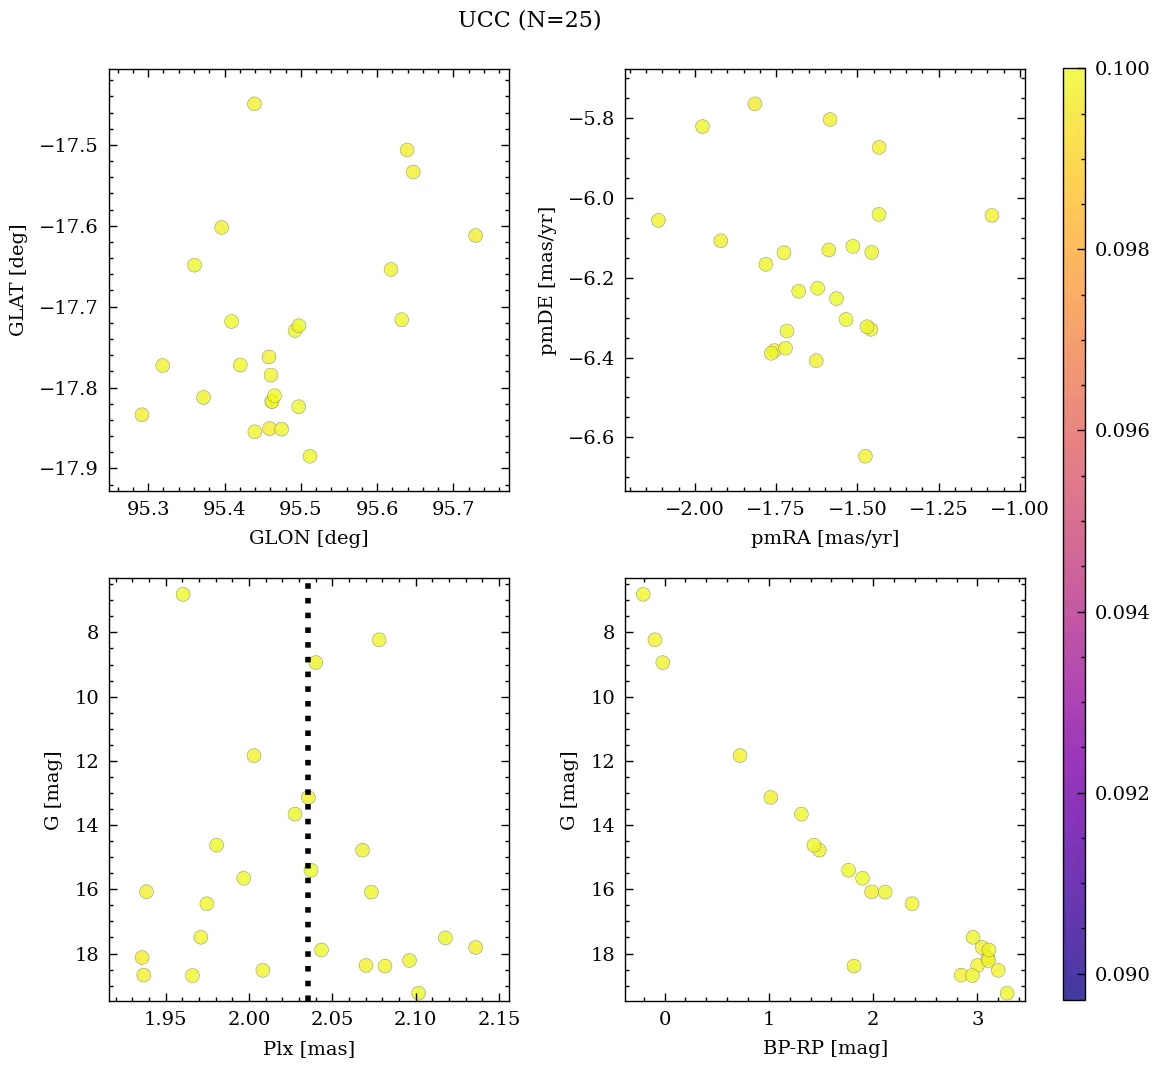 UCC (N=25)
−17.5
−17.6
−17.7
−17.8
−17.9
GLAT [deg]
95.3 95.4 95.5 95.6 95.7
GLON [deg]
−5.8
−6.0
−6.2
−6.4
−6.6
pmDE [mas/yr]
−2.00 −1.75 −1.50 −1.25 −1.00
pmRA [mas/yr]
8
10
12
14
16
18
G [mag]
1.95 2.00 2.05 2.10 2.15
Plx [mas]
8
10
12
14
16
18
G [mag]
0 1 2 3
BP-RP [mag]
0.100
0.098
0.096
0.094
0.092
0.090